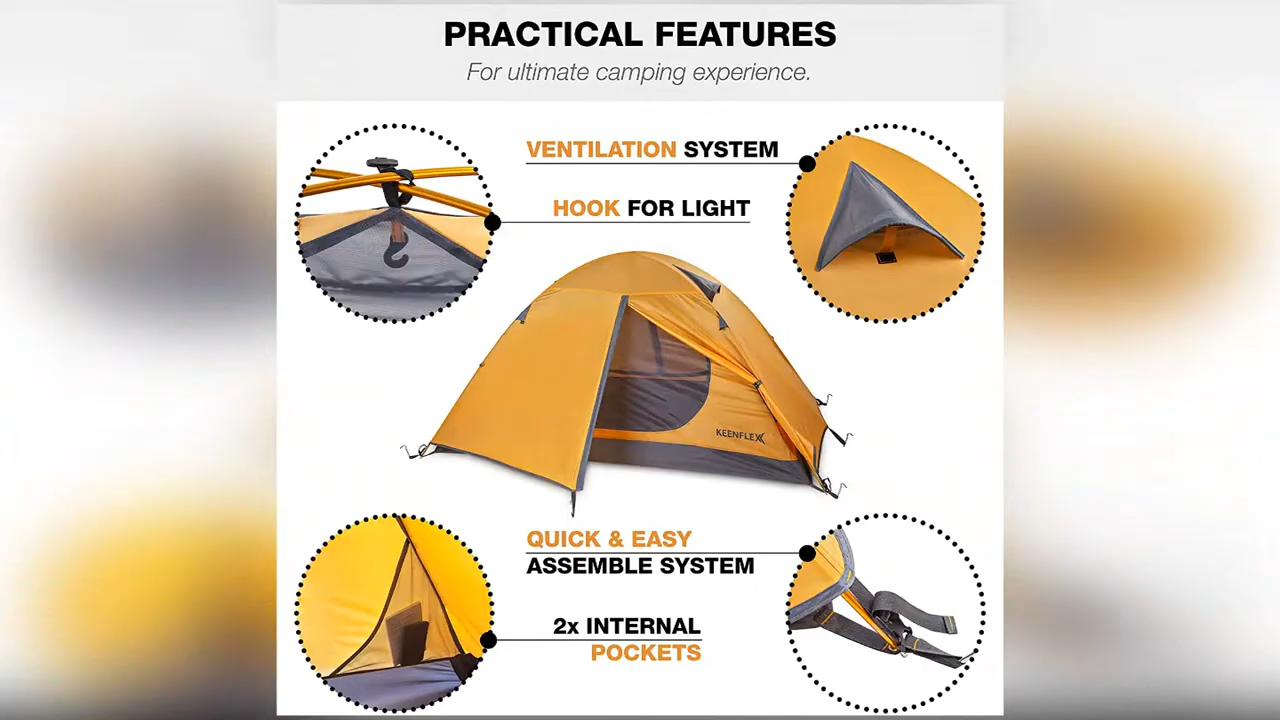 PRACTICAL FEATURES
For ultimate camping experience.
VENTILATION SYSTEM
HOOK FOR LIGHT
KEENFLEX
QUICK & EASY
ASSEMBLE SYSTEM
2x INTERNAL
POCKETS